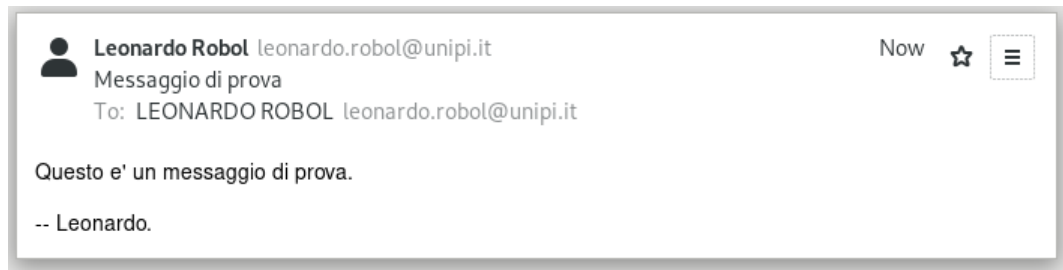 Leonardo Robol leonardo.robol@unipi.it Now
Messaggio di prova
To: LEONARDO ROBOL leonardo.robol@unipi.it
Questo e' un messaggio di prova.
-- Leonardo.